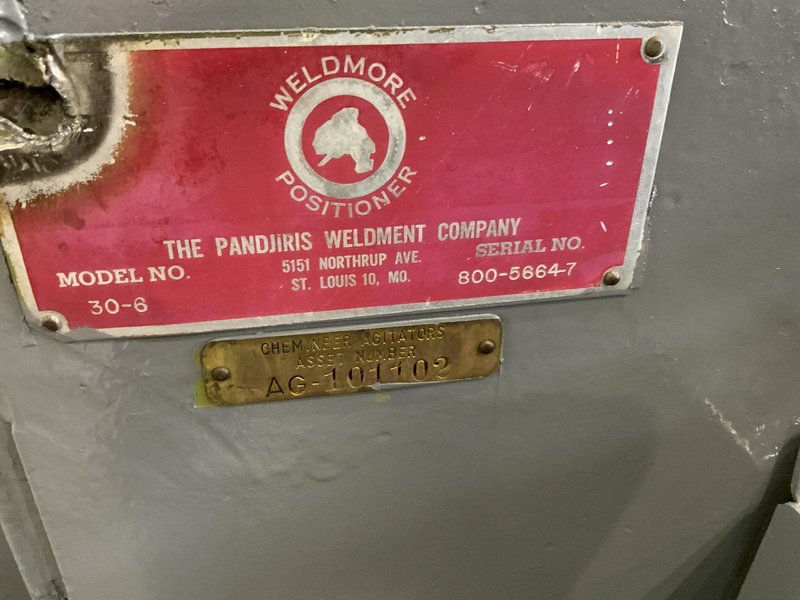 WELDMORE
POSITIONER
THE PANDJIRIS WELDMENT COMPANY
5151 NORTHRUP AVE.
ST. LOUIS 10, MO.
MODEL NO.
30-6
SERIAL NO.
800-5664-7
CHEMINEER AGITATORS
ASSET NUMBER
AG-101102